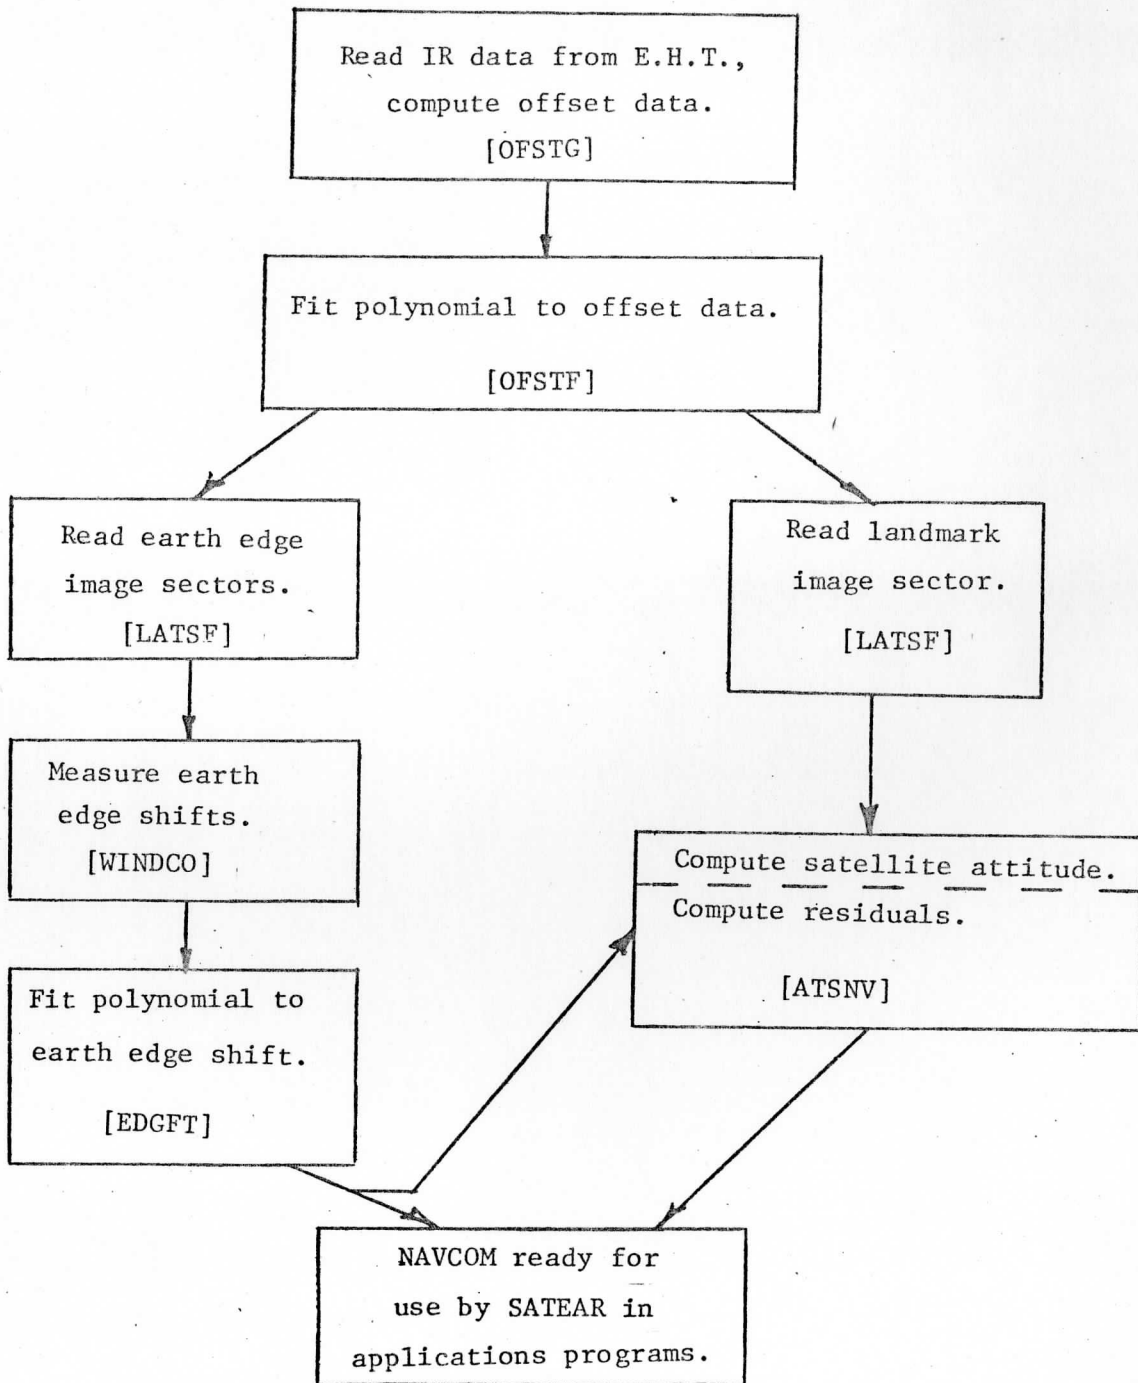 Read IR data from E.H.T.,
compute offset data.
[OFSTG]
Fit polynomial to offset data.
[OFSTF]
Read earth edge
image sectors.
[LATSF]
Read landmark
image sector.
[LATSF]
Measure earth
edge shifts.
[WINDCO]
Compute satellite attitude.
Compute residuals.
[ATSNV]
Fit polynomial to
earth edge shift.
[EDGFT]
NAVCOM ready for
use by SATEAR in
applications programs.